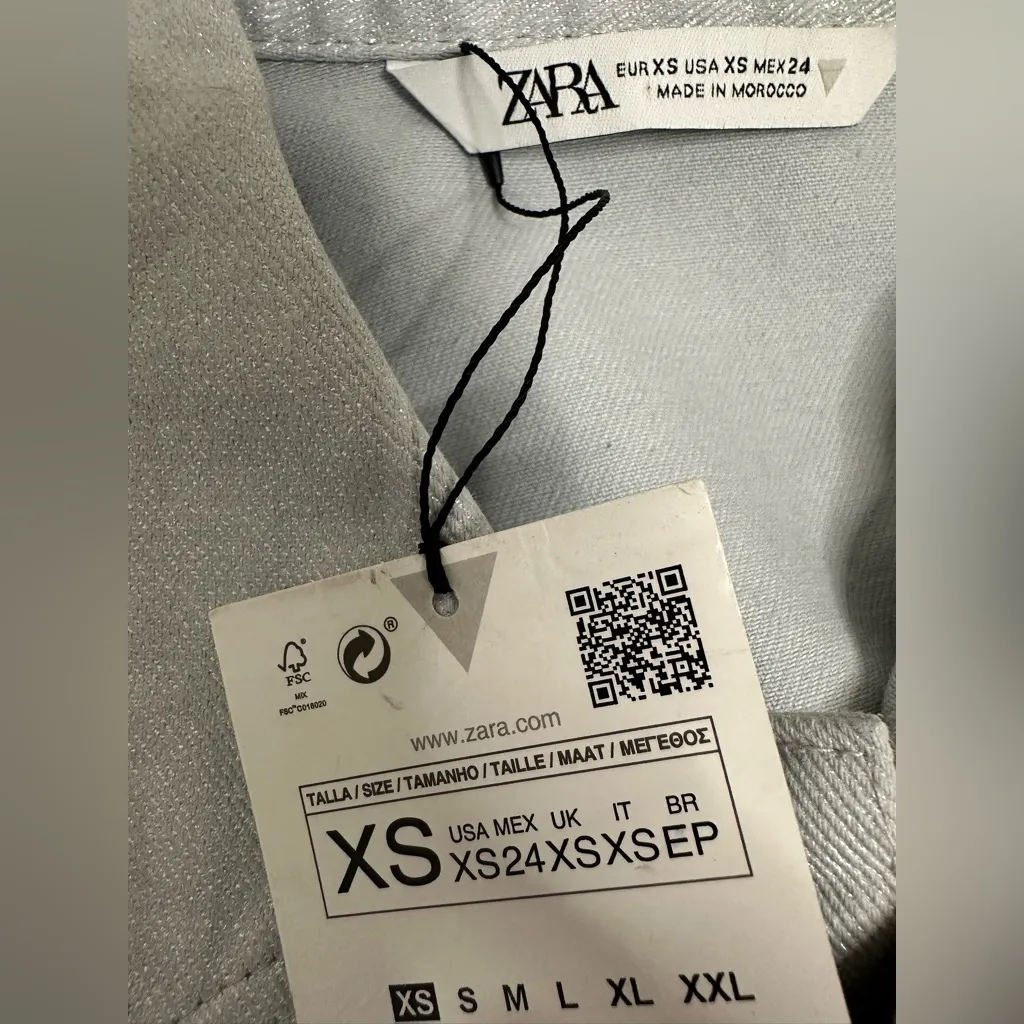 ZARA
EUR XS USA XS MEX 24
MADE IN MOROCCO
FSC
MIX
FSC™ C018020
®
www.zara.com
TALLA / SIZE / TAMANHO / TAILLE / MAAT / ΜΕΓΕΘΟΣ
XS
USA MEX UK IT BR
XS 24 XS XS EP
XS S M L XL XXL